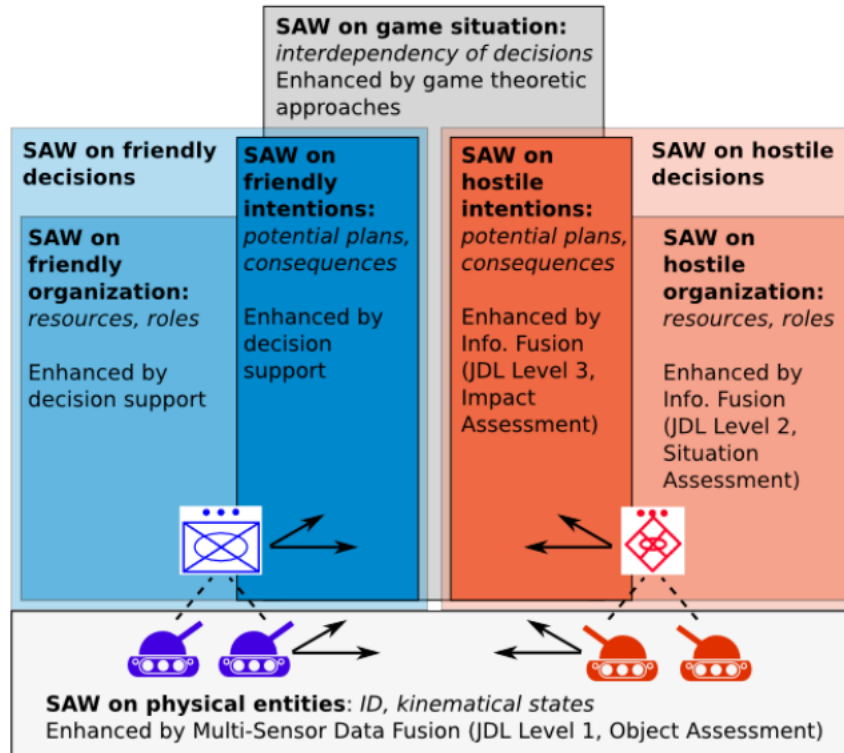 SAW on game situation:
interdependency of decisions
Enhanced by game theoretic
approaches
SAW on friendly
decisions
SAW on
friendly
intentions:
potential plans,
consequences
Enhanced by
decision
support
SAW on
friendly
organization:
resources, roles
Enhanced by
decision support
SAW on
hostile
intentions:
potential plans,
consequences
Enhanced by
Info. Fusion
(JDL Level 3,
Impact
Assessment)
SAW on hostile
decisions
SAW on
hostile
organization:
resources, roles
Enhanced by
Info. Fusion
(JDL Level 2,
Situation
Assessment)
SAW on physical entities: ID, kinematical states
Enhanced by Multi-Sensor Data Fusion (JDL Level 1, Object Assessment)